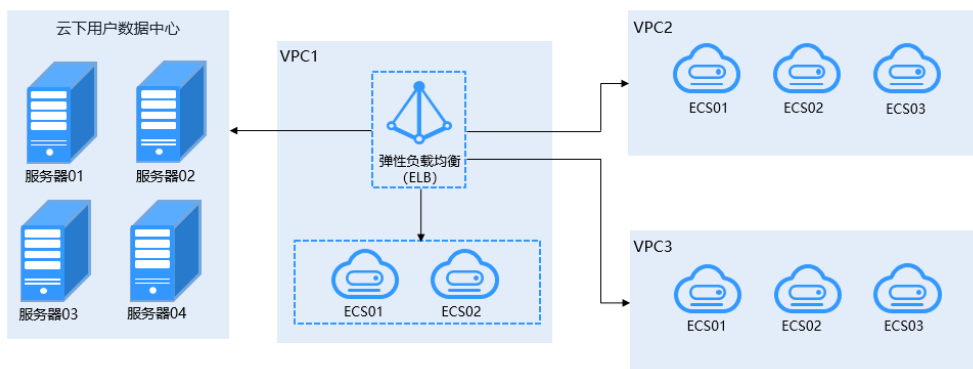 云下用户数据中心
服务器01
服务器02
服务器03
服务器04
VPC1
弹性负载均衡
（ELB）
ECS01
ECS02
VPC2
ECS01
ECS02
ECS03
VPC3
ECS01
ECS02
ECS03